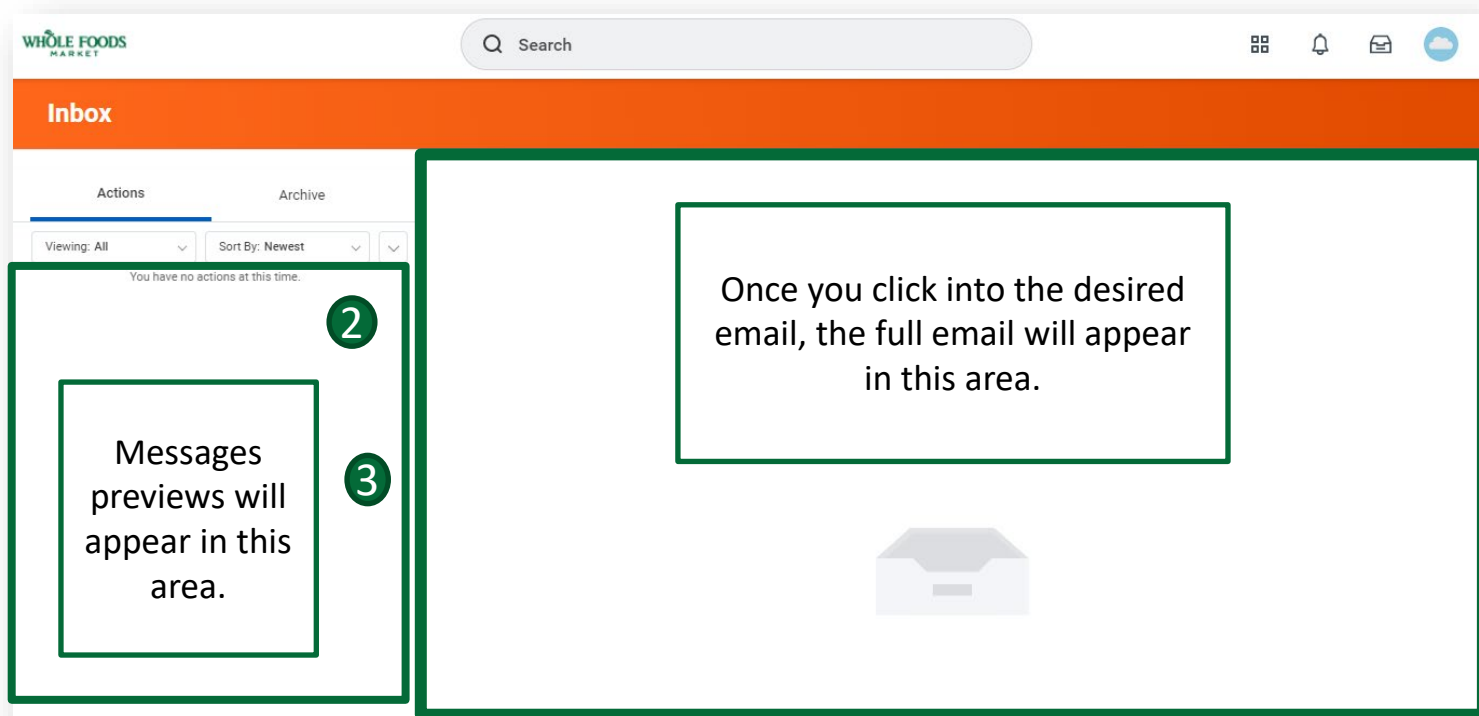 WHOLE FOODS
MARKET
Search
Inbox
Actions
Archive
Viewing: All
Sort By: Newest
You have no actions at this time.
2
Messages
previews will
appear in this
area.
3
Once you click into the desired
email, the full email will appear
in this area.